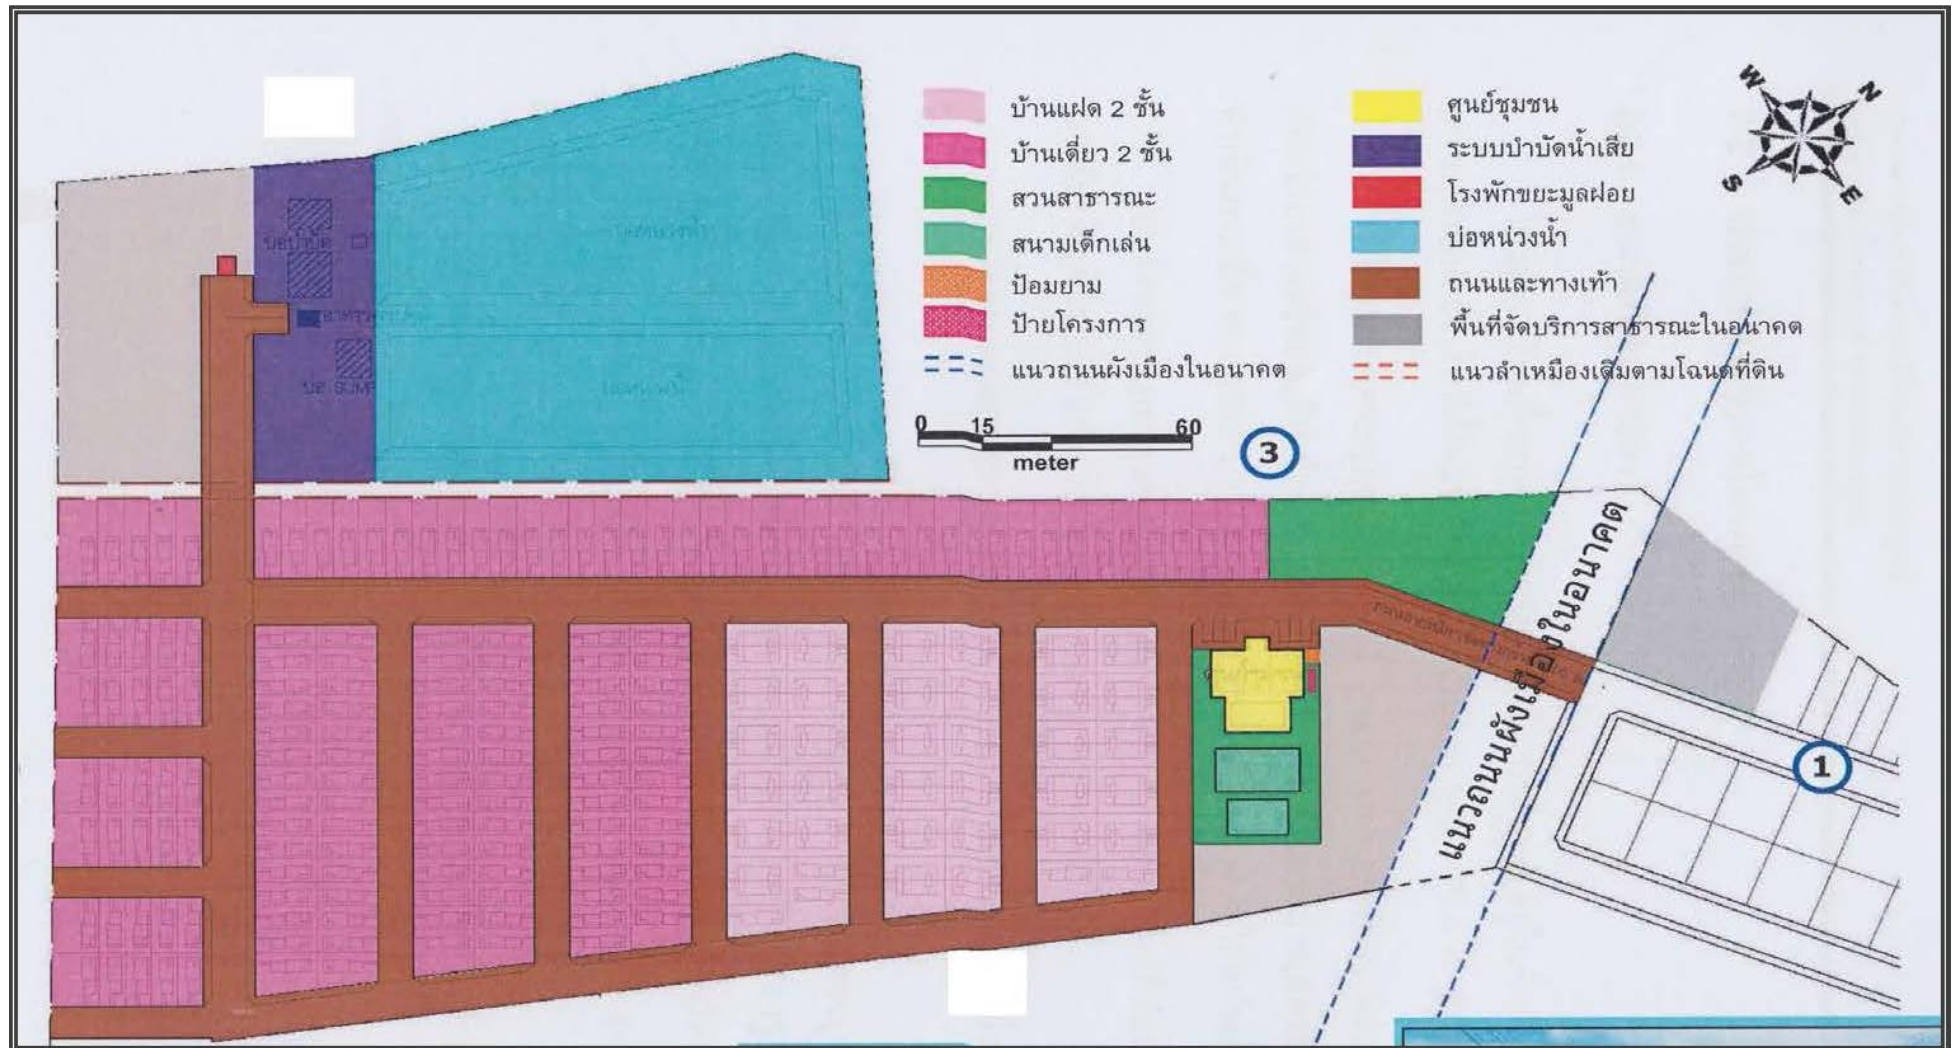 บ้านแฝด 2 ชั้น
บ้านเดี่ยว 2 ชั้น
สวนสาธารณะ
สนามเด็กเล่น
ป้อมยาม
ป้ายโครงการ
แนวถนนผังเมืองในอนาคต
ศูนย์ชุมชน
ระบบบำบัดน้ำเสีย
โรงพักขยะมูลฝอย
บ่อหน่วงน้ำ
ถนนและทางเท้า
พื้นที่จัดบริการสาธารณะในอนาคต
แนวลำเหมืองเดิมตามโฉนดที่ดิน
W
N
S
E
0 15 60
meter
3
บ่อบำบัด
บ่อ SUMP
แนวถนนผังเมืองในอนาคต
1